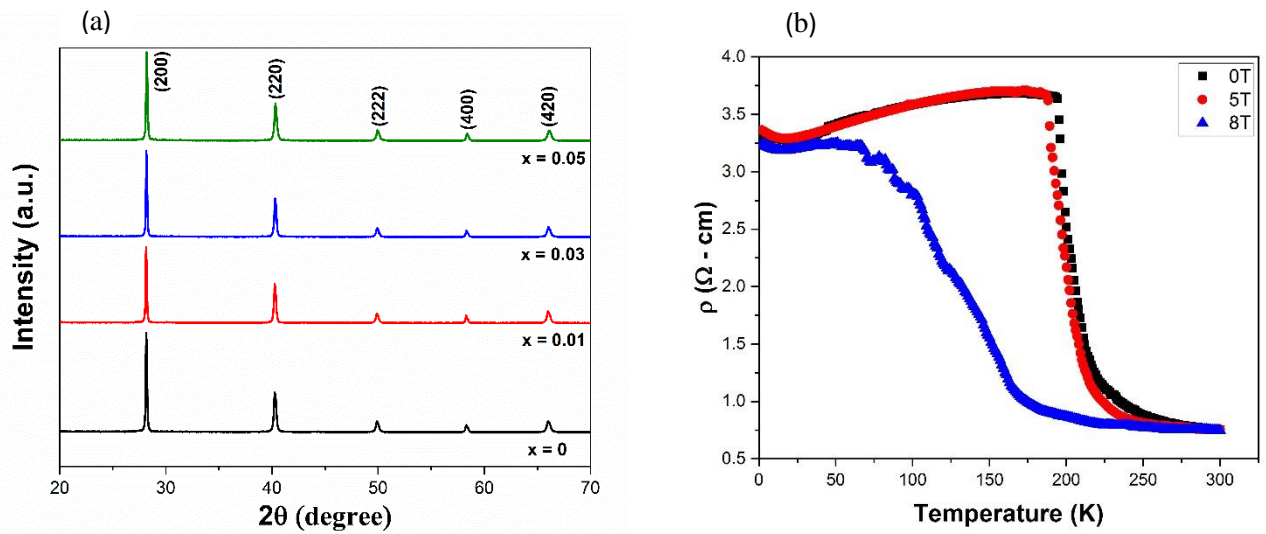 (a)
Intensity (a.u.)
(200)
(220)
(222)
(400)
(420)
x = 0.05
x = 0.03
x = 0.01
x = 0
20 30 40 50 60 70
2θ (degree)
(b)
ρ (Ω - cm)
4.0
3.5
3.0
2.5
2.0
1.5
1.0
0.5
0T
5T
8T
0 50 100 150 200 250 300
Temperature (K)